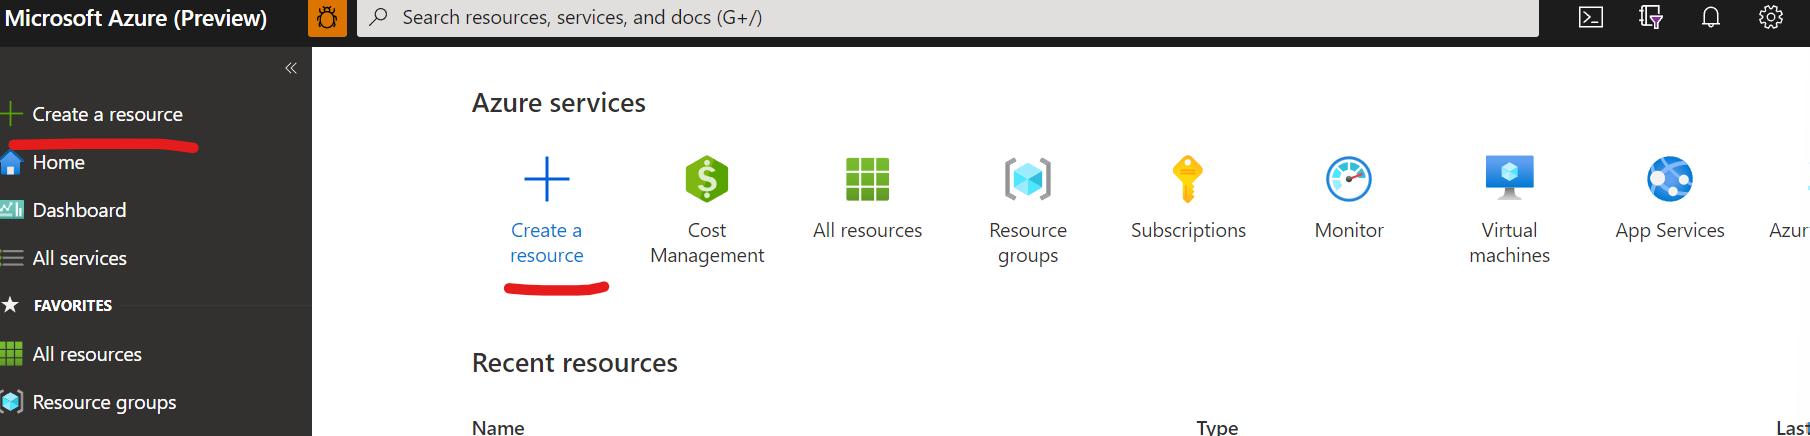 Microsoft Azure (Preview)
Search resources, services, and docs (G+/)
Create a resource
Home
Dashboard
All services
FAVORITES
All resources
Resource groups
Azure services
Create a
resource
Cost
Management
All resources
Resource
groups
Subscriptions
Monitor
Virtual
machines
App Services
Azur
Recent resources
Name
Type
Last